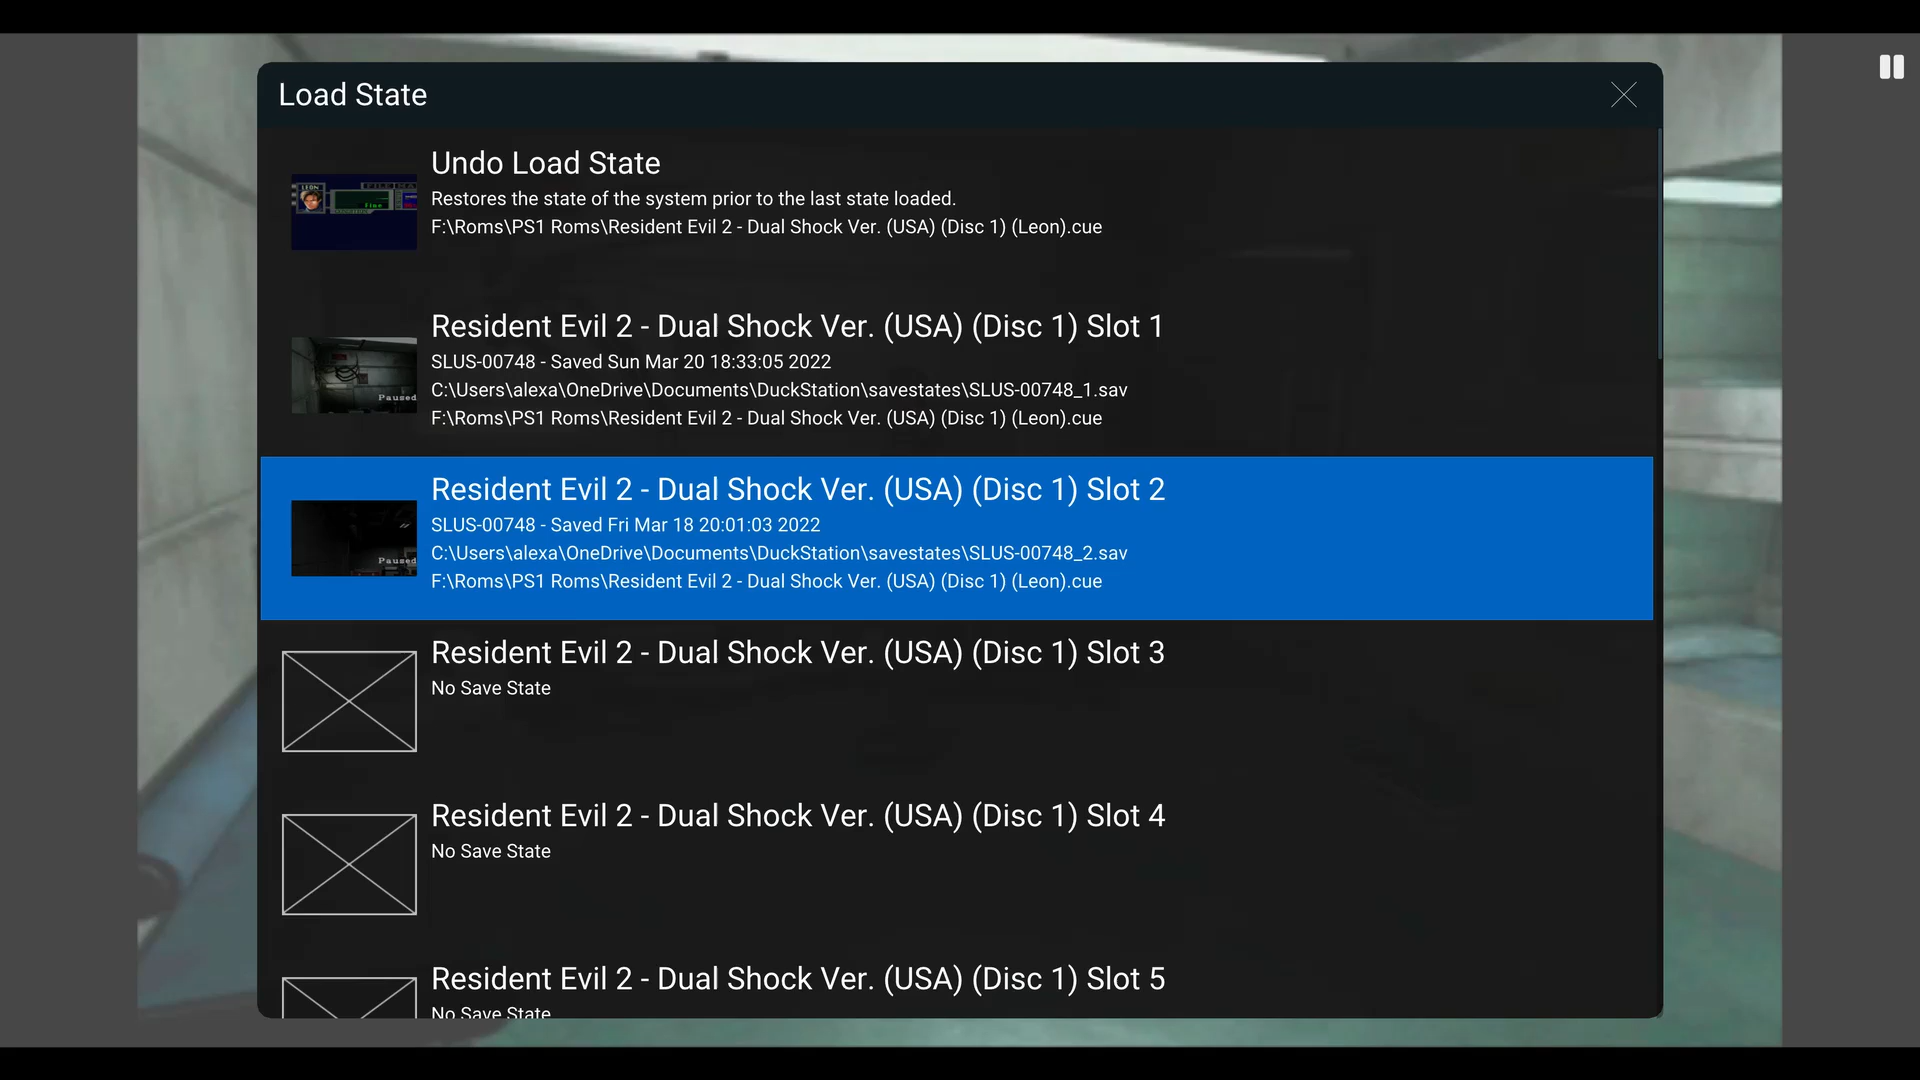 Load State
Undo Load State
Restores the state of the system prior to the last state loaded.
F:\Roms\PS1 Roms\Resident Evil 2 - Dual Shock Ver. (USA) (Disc 1) (Leon).cue
LEON
Fine
Resident Evil 2 - Dual Shock Ver. (USA) (Disc 1) Slot 1
SLUS-00748 - Saved Sun Mar 20 18:33:05 2022
C:\Users\alexa\OneDrive\Documents\DuckStation\savestates\SLUS-00748_1.sav
F:\Roms\PS1 Roms\Resident Evil 2 - Dual Shock Ver. (USA) (Disc 1) (Leon).cue
Paused
Resident Evil 2 - Dual Shock Ver. (USA) (Disc 1) Slot 2
SLUS-00748 - Saved Fri Mar 18 20:01:03 2022
C:\Users\alexa\OneDrive\Documents\DuckStation\savestates\SLUS-00748_2.sav
F:\Roms\PS1 Roms\Resident Evil 2 - Dual Shock Ver. (USA) (Disc 1) (Leon).cue
Paused
Resident Evil 2 - Dual Shock Ver. (USA) (Disc 1) Slot 3
No Save State
Resident Evil 2 - Dual Shock Ver. (USA) (Disc 1) Slot 4
No Save State
Resident Evil 2 - Dual Shock Ver. (USA) (Disc 1) Slot 5
No Save State